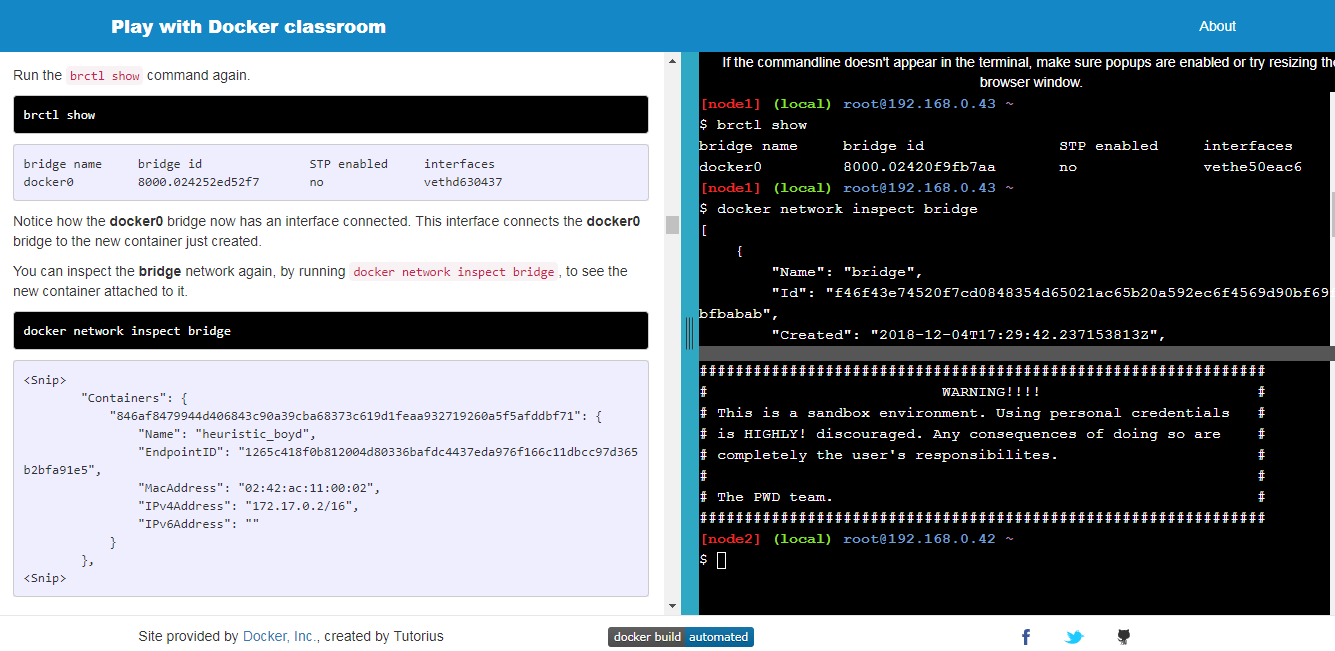 Play with Docker classroom
About
Run the brctl show command again.
brctl show
bridge name bridge id STP enabled interfaces
docker0 8000.024252ed52f7 no vethd630437
Notice how the docker0 bridge now has an interface connected. This interface connects the docker0
bridge to the new container just created.
You can inspect the bridge network again, by running docker network inspect bridge , to see the
new container attached to it.
docker network inspect bridge
<Snip>
"Containers": {
"846af8479944d406843c90a39cba68373c619d1feaa932719260a5f5afddbf71": {
"Name": "heuristic_boyd",
"EndpointID": "1265c418f0b812004d80336bafdc4437eda976f166c11dbcc97d365
b2bfa91e5",
"MacAddress": "02:42:ac:11:00:02",
"IPv4Address": "172.17.0.2/16",
"IPv6Address": ""
}
},
<Snip>
If the commandline doesn't appear in the terminal, make sure popups are enabled or try resizing the
browser window.
[node1] (local) root@192.168.0.43 ~
$ brctl show
bridge name bridge id STP enabled interfaces
docker0 8000.02420f9fb7aa no vethe50eac6
[node1] (local) root@192.168.0.43 ~
$ docker network inspect bridge
[
{
"Name": "bridge",
"Id": "f46f43e74520f7cd0848354d65021ac65b20a592ec6f4569d90bf69f
bfbabab",
"Created": "2018-12-04T17:29:42.237153813Z",
###############################################################
# WARNING!!!! #
# This is a sandbox environment. Using personal credentials #
# is HIGHLY! discouraged. Any consequences of doing so are #
# completely the user's responsibilites. #
# #
# The PWD team. #
###############################################################
[node2] (local) root@192.168.0.42 ~
$
Site provided by Docker, Inc., created by Tutorius
docker build automated